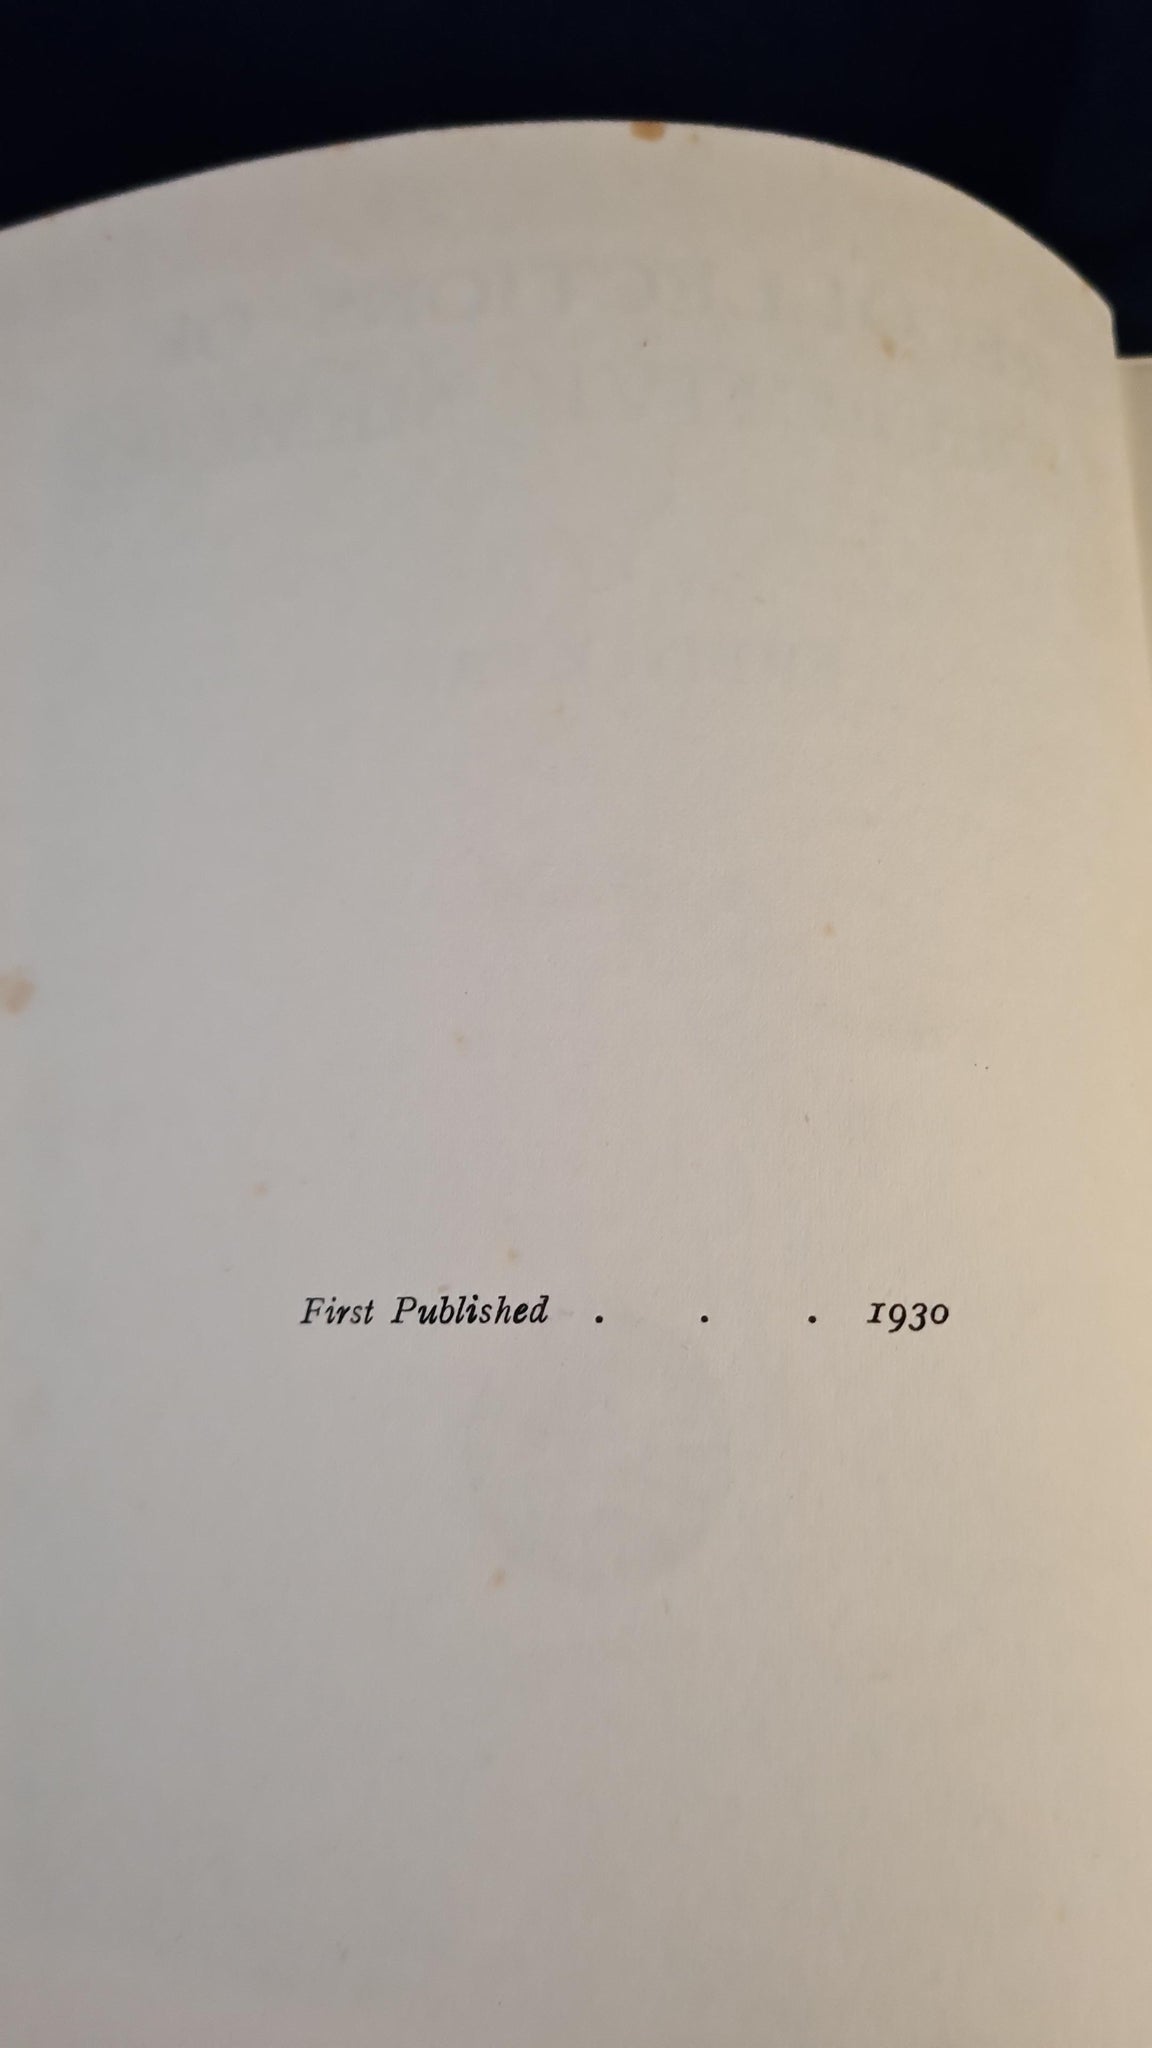 First Published . . . 1930